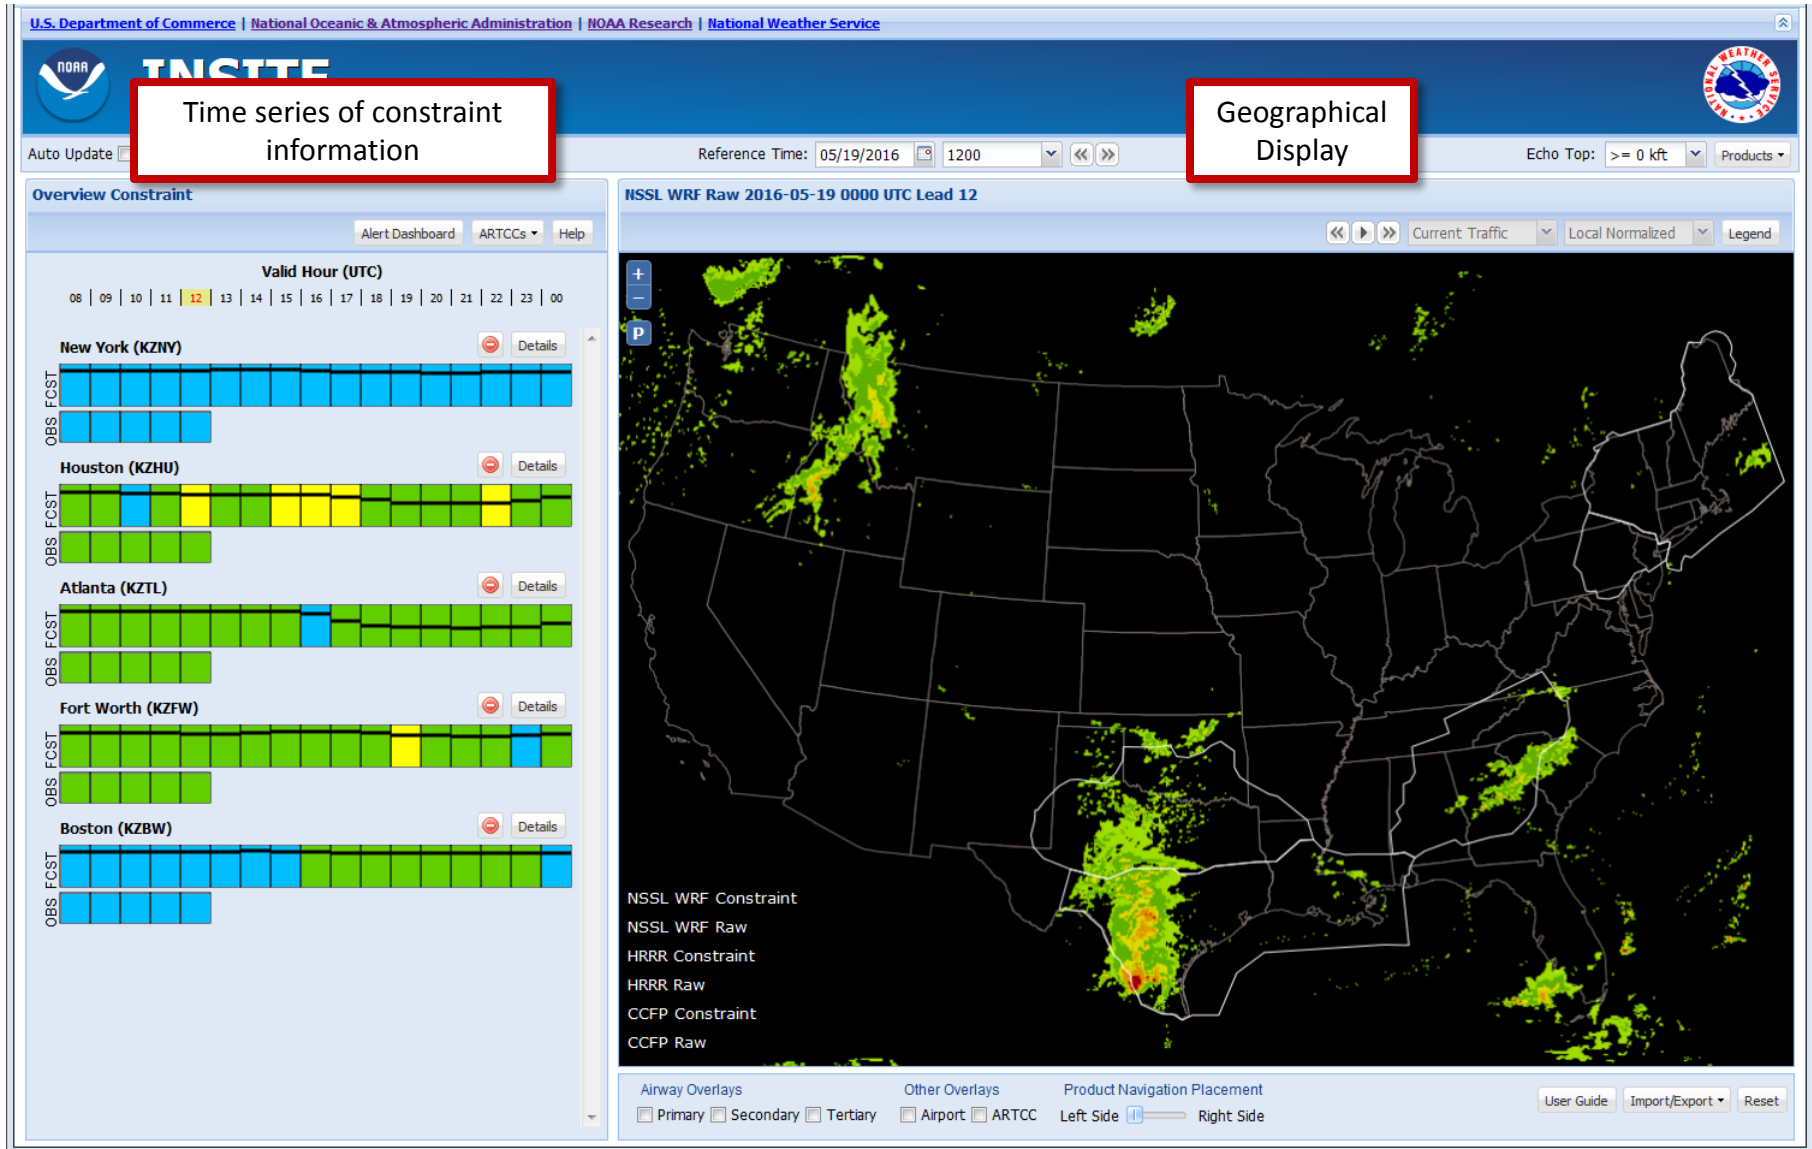 U.S. Department of Commerce | National Oceanic & Atmospheric Administration | NOAA Research | National Weather Service
NOAA
INSITE
NATIONAL WEATHER SERVICE
Time series of constraint
information
Geographical
Display
Auto Update
Reference Time: 05/19/2016 1200
Echo Top: >= 0 kft Products
Overview Constraint
NSSL WRF Raw 2016-05-19 0000 UTC Lead 12
Alert Dashboard ARTCCs Help
Current Traffic Local Normalized Legend
Valid Hour (UTC)
08 | 09 | 10 | 11 | 12 | 13 | 14 | 15 | 16 | 17 | 18 | 19 | 20 | 21 | 22 | 23 | 00
New York (KZNY) Details
FCST
OBS
Houston (KZHU) Details
FCST
OBS
Atlanta (KZTL) Details
FCST
OBS
Fort Worth (KZFW) Details
FCST
OBS
Boston (KZBW) Details
FCST
OBS
+
−
P
NSSL WRF Constraint
NSSL WRF Raw
HRRR Constraint
HRRR Raw
CCFP Constraint
CCFP Raw
Airway Overlays Other Overlays Product Navigation Placement
Primary Secondary Tertiary Airport ARTCC Left Side Right Side
User Guide Import/Export Reset